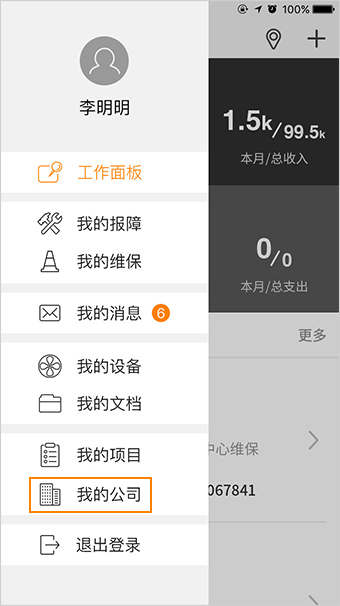 100%
李明明
工作面板
我的报障
我的维保
我的消息 6
我的设备
我的文档
我的项目
我的公司
退出登录
1.5k/99.5k
本月/总收入
0/0
本月/总支出
更多
中心维保
067841